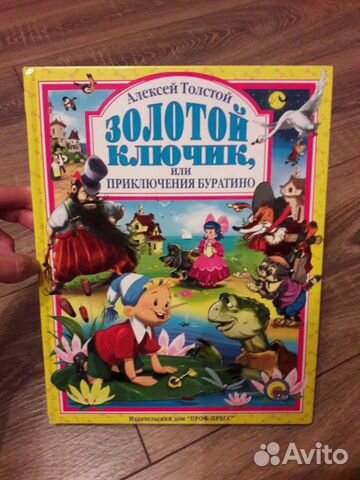 Алексей Толстой
ЗОЛОТОЙ
КЛЮЧИК,
или
ПРИКЛЮЧЕНИЯ БУРАТИНО
Издательский дом "ПРОФ-ПРЕСС"
Avito